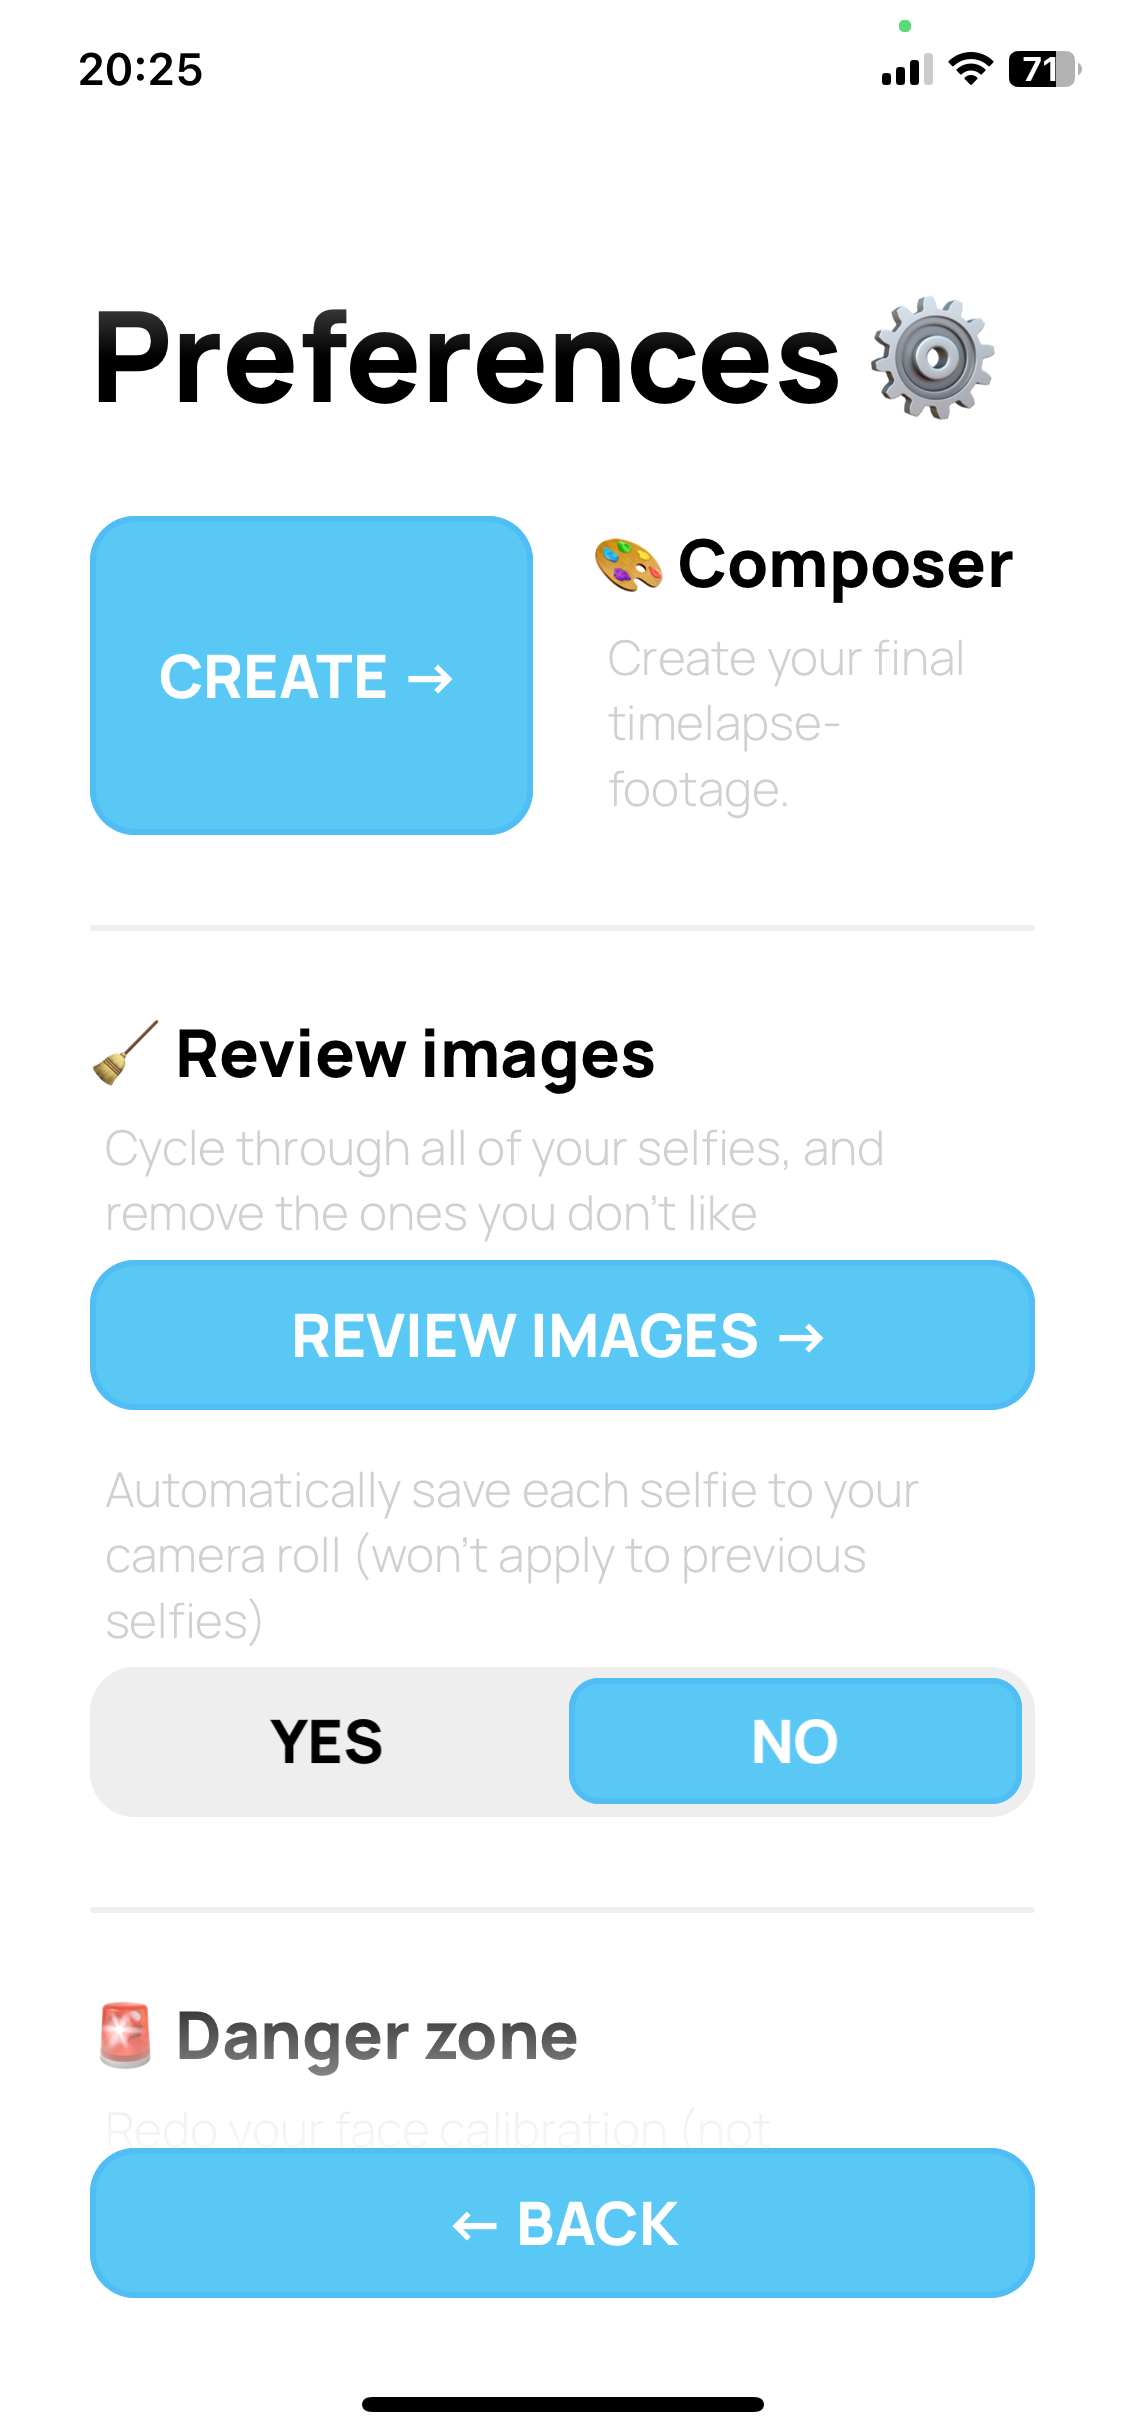 20:25
71
Preferences
CREATE →
Composer
Create your final
timelapse-
footage.
Review images
Cycle through all of your selfies, and
remove the ones you don’t like
REVIEW IMAGES →
Automatically save each selfie to your
camera roll (won’t apply to previous
selfies)
YES
NO
Danger zone
Redo your face calibration (not
← BACK